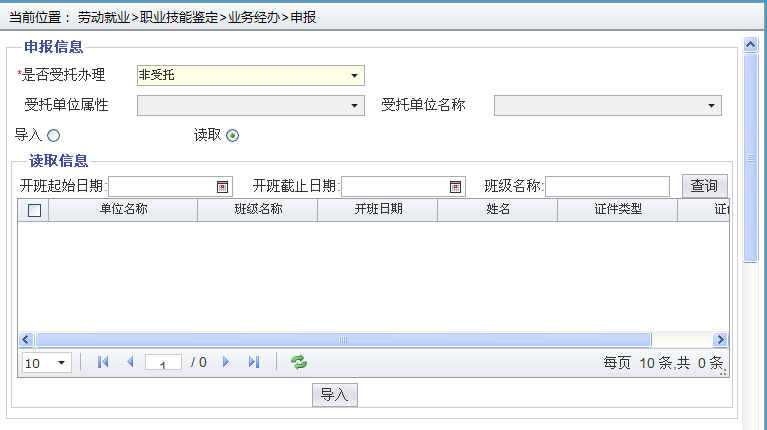 当前位置： 劳动就业>职业技能鉴定>业务经办>申报
申报信息
*是否受托办理 非受托
受托单位属性 受托单位名称
导入 读取
读取信息
开班起始日期: 开班截止日期: 班级名称: 查询
单位名称 班级名称 开班日期 姓名 证件类型
10 1 / 0 每页 10 条,共 0 条
导入